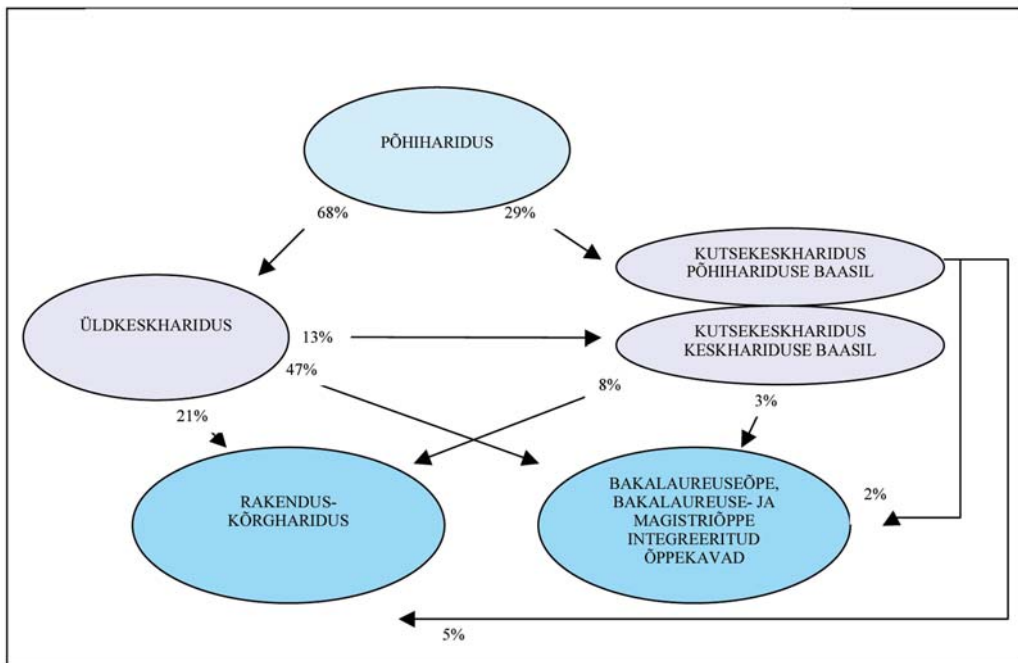 PÕHIHARIDUS
68%
29%
KUTSEKESKHARIDUS
PÕHIHARIDUSE BAASIL
ÜLDKESKHARIDUS
13%
KUTSEKESKHARIDUS
KESKHARIDUSE BAASIL
47%
8%
3%
21%
RAKENDUS-
KÕRGHARIDUS
BAKALAUREUSEÕPE,
BAKALAUREUSE- JA
MAGISTRIÕPPE
INTEGREERITUD
ÕPPEKAVAD
2%
5%